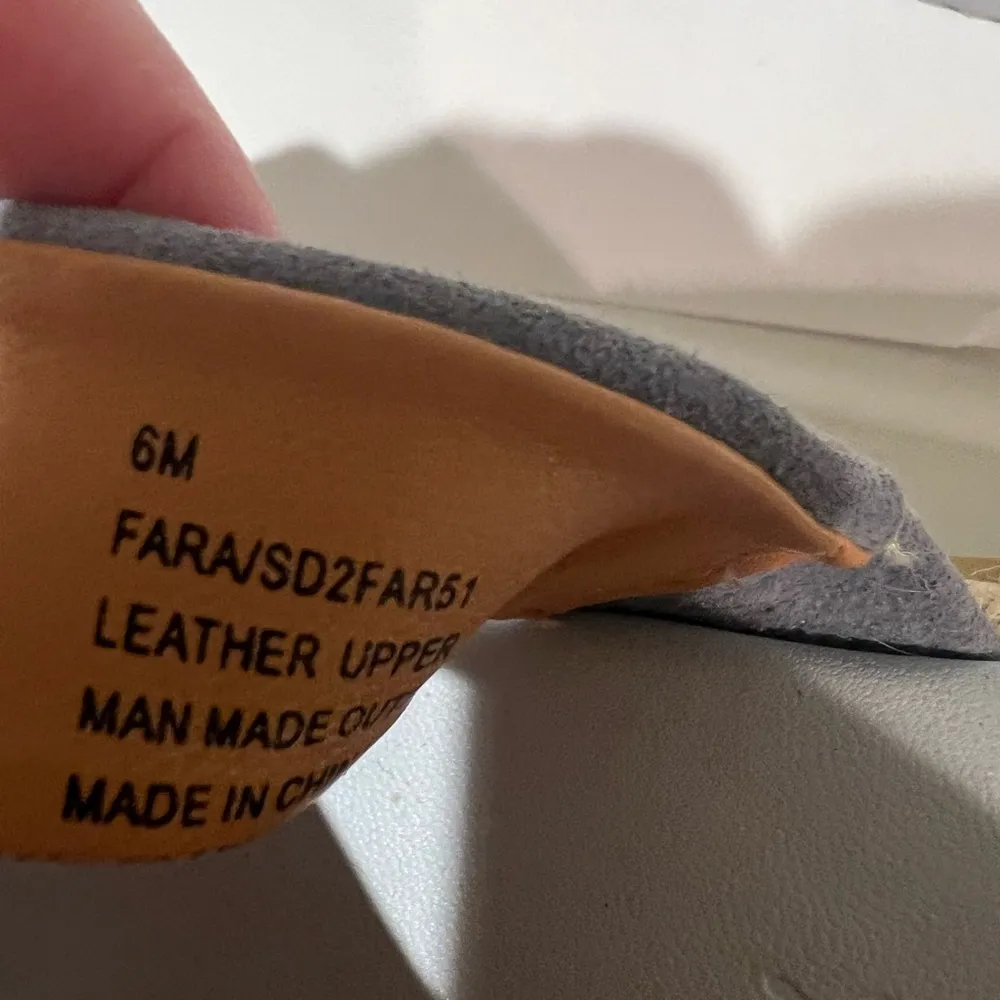 6M
FARA/SD2FAR51
LEATHER UPPER
MAN MADE
MADE IN